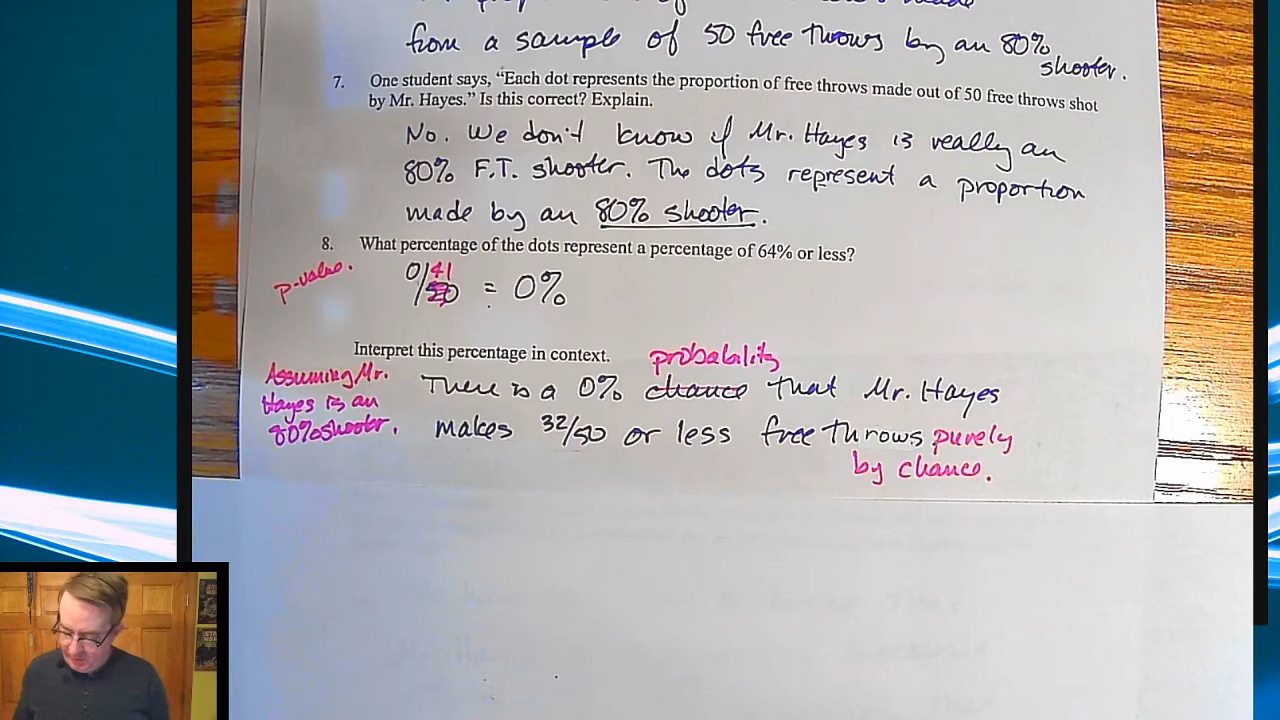 from a sample of 50 free throws by an 80% shooter.
7. One student says, “Each dot represents the proportion of free throws made out of 50 free throws shot
by Mr. Hayes.” Is this correct? Explain.
No. We don't know if Mr. Hayes is really an
80% F.T. shooter. The dots represent a proportion
made by an 80% shooter.
8. What percentage of the dots represent a percentage of 64% or less?
p-value.
0/41 = 0%
Interpret this percentage in context.
probability
Assuming Mr.
Hayes is an
80% shooter.
There is a 0% chance that Mr. Hayes
makes 32/50 or less free throws purely
by chance.